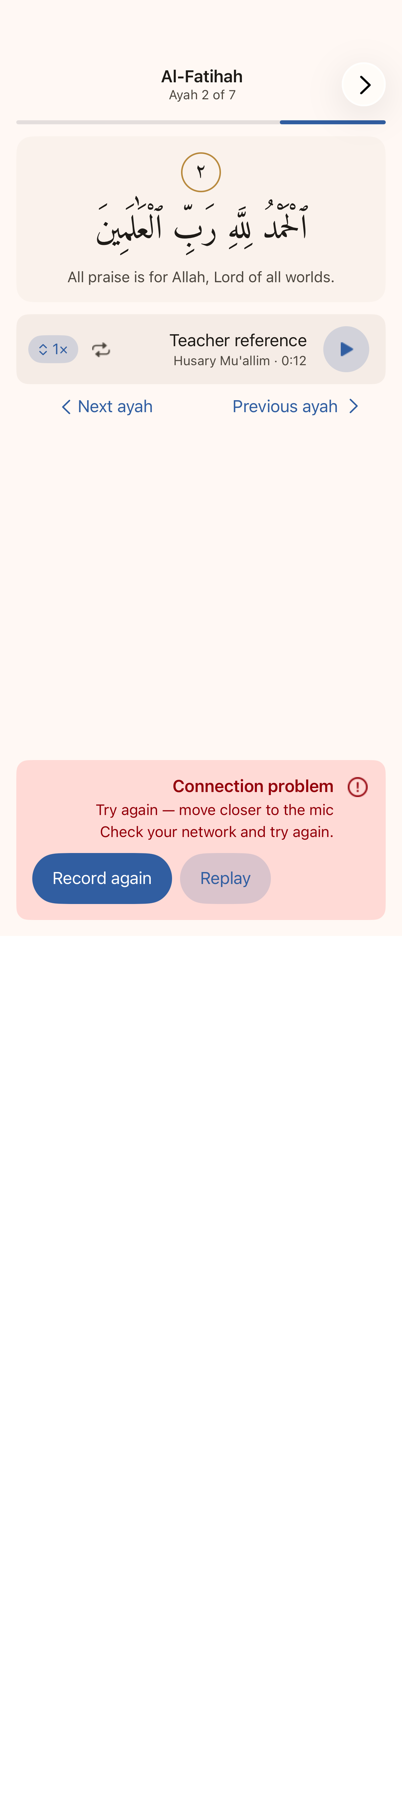 Al-Fatihah
Ayah 2 of 7
٢
ٱلْحَمْدُ لِلَّهِ رَبِّ ٱلْعَٰلَمِينَ
All praise is for Allah, Lord of all worlds.
Teacher reference
1×
Husary Mu'allim · 0:12
Previous ayah
Next ayah
Connection problem
Try again — move closer to the mic
Check your network and try again.
Record again
Replay